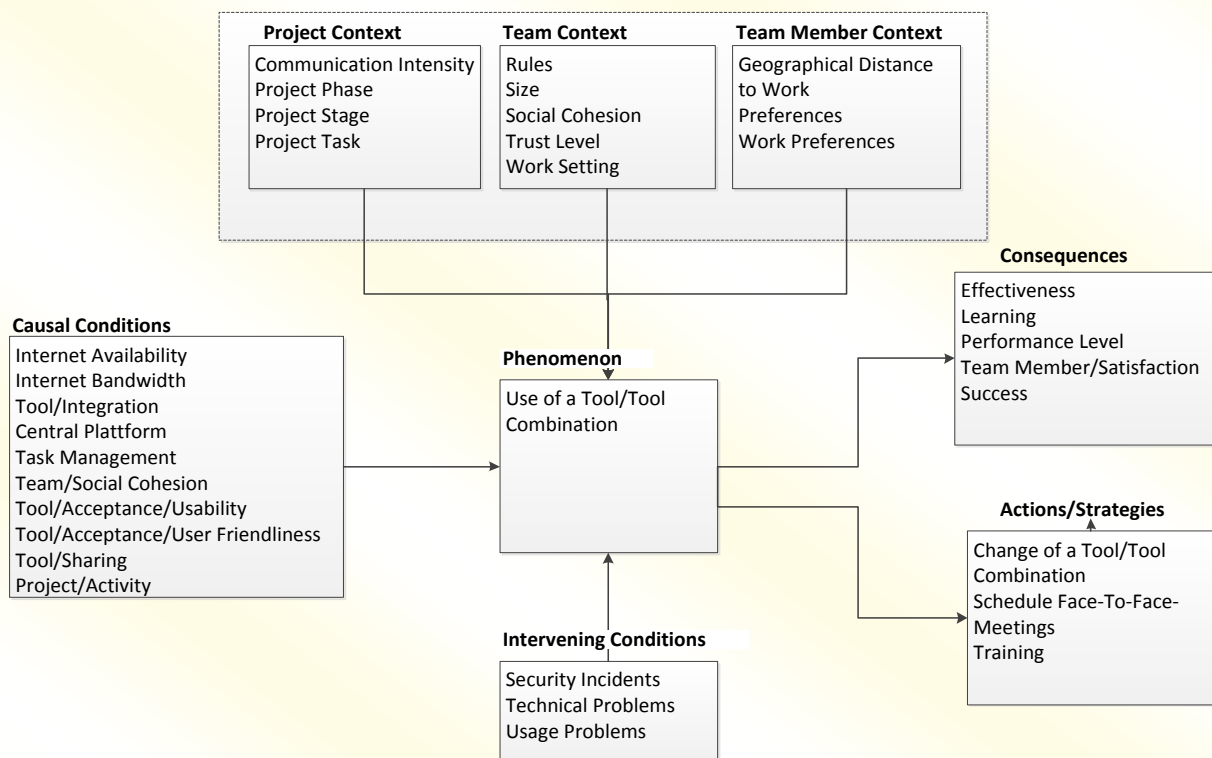 Project Context
Communication Intensity
Project Phase
Project Stage
Project Task
Team Context
Rules
Size
Social Cohesion
Trust Level
Work Setting
Team Member Context
Geographical Distance
to Work
Preferences
Work Preferences
Causal Conditions
Internet Availability
Internet Bandwidth
Tool/Integration
Central Plattform
Task Management
Team/Social Cohesion
Tool/Acceptance/Usability
Tool/Acceptance/User Friendliness
Tool/Sharing
Project/Activity
Phenomenon
Use of a Tool/Tool
Combination
Intervening Conditions
Security Incidents
Technical Problems
Usage Problems
Consequences
Effectiveness
Learning
Performance Level
Team Member/Satisfaction
Success
Actions/Strategies
Change of a Tool/Tool
Combination
Schedule Face-To-Face-
Meetings
Training